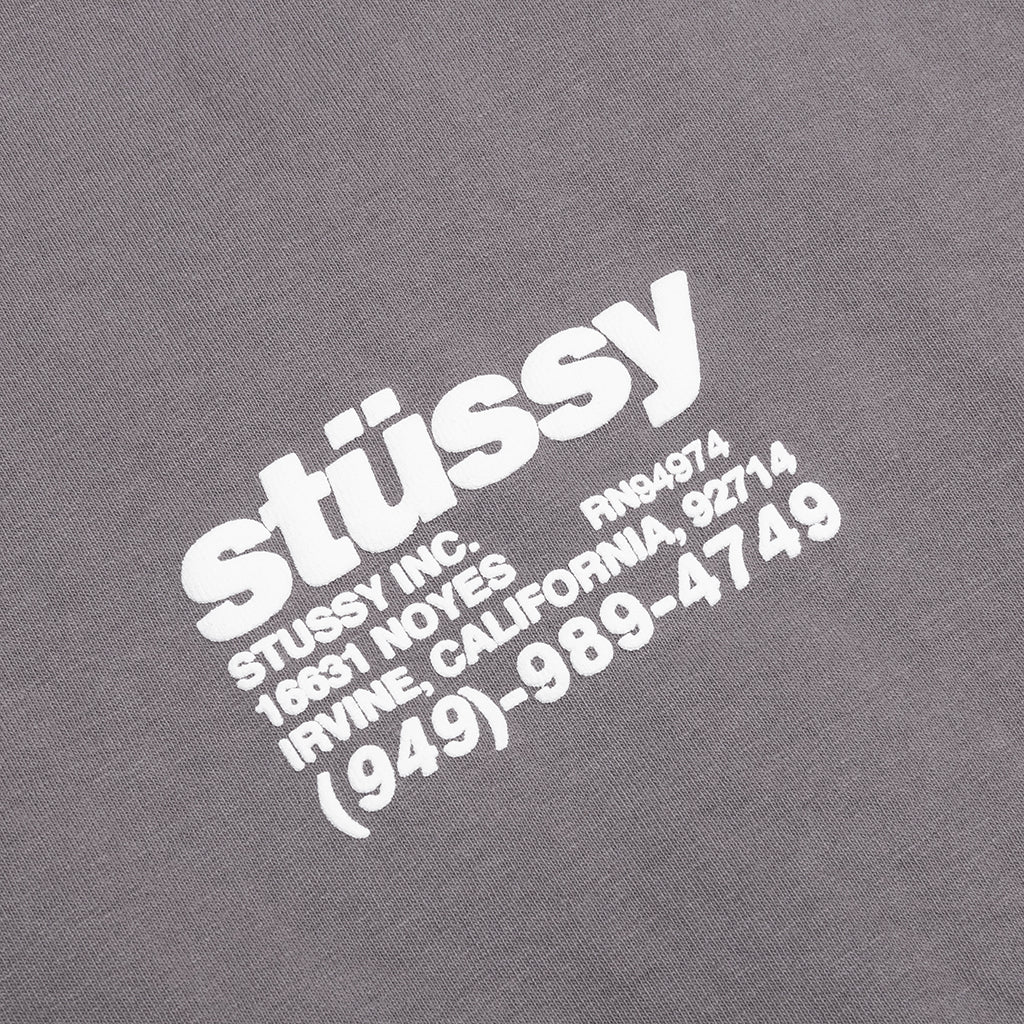 stüssy
STUSSY INC. RN94974
16631 NOYES
IRVINE, CALIFORNIA, 92714
(949)-989-4749